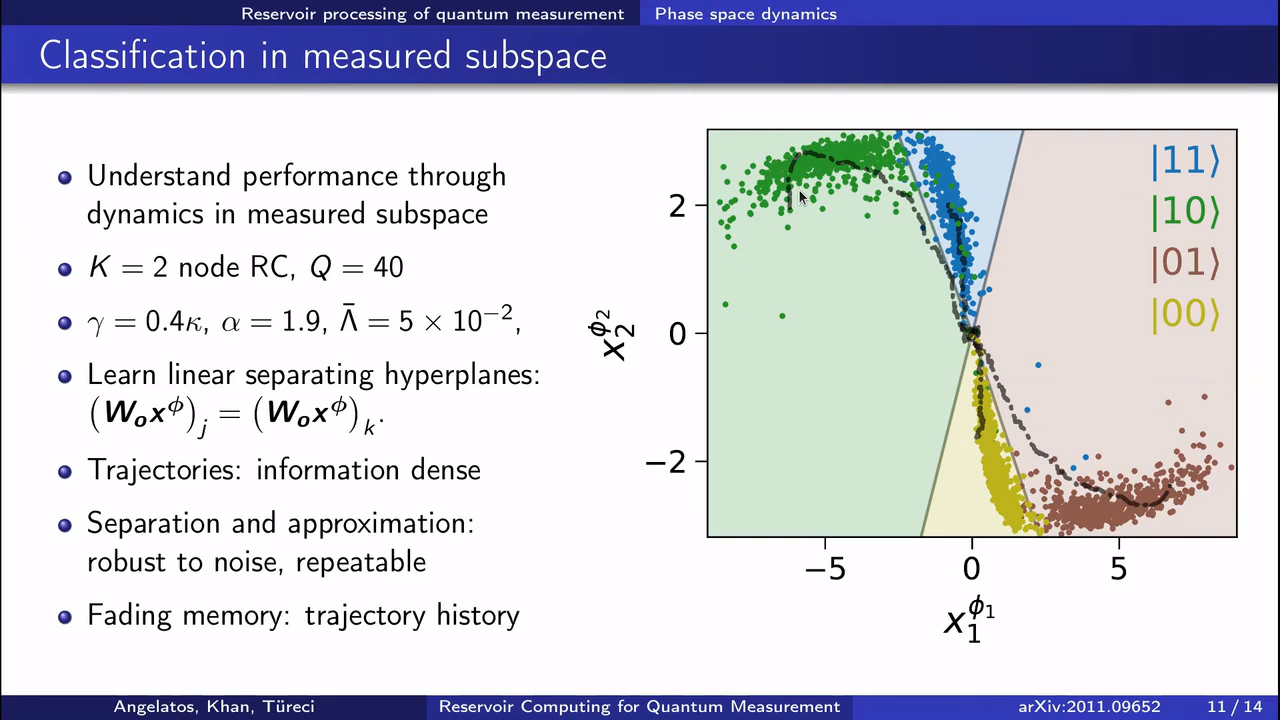 Reservoir processing of quantum measurement Phase space dynamics
Classification in measured subspace
Understand performance through
dynamics in measured subspace
K = 2 node RC, Q = 40
γ = 0.4κ, α = 1.9, Λ̄ = 5 × 10⁻²,
Learn linear separating hyperplanes:
(Wₒx^ϕ)_j = (Wₒx^ϕ)_k.
Trajectories: information dense
Separation and approximation:
robust to noise, repeatable
Fading memory: trajectory history
|11⟩
|10⟩
|01⟩
|00⟩
2
0
−2
x_2^{ϕ_2}
−5 0 5
x_1^{ϕ_1}
Angelatos, Khan, Türeci Reservoir Computing for Quantum Measurement arXiv:2011.09652 11 / 14